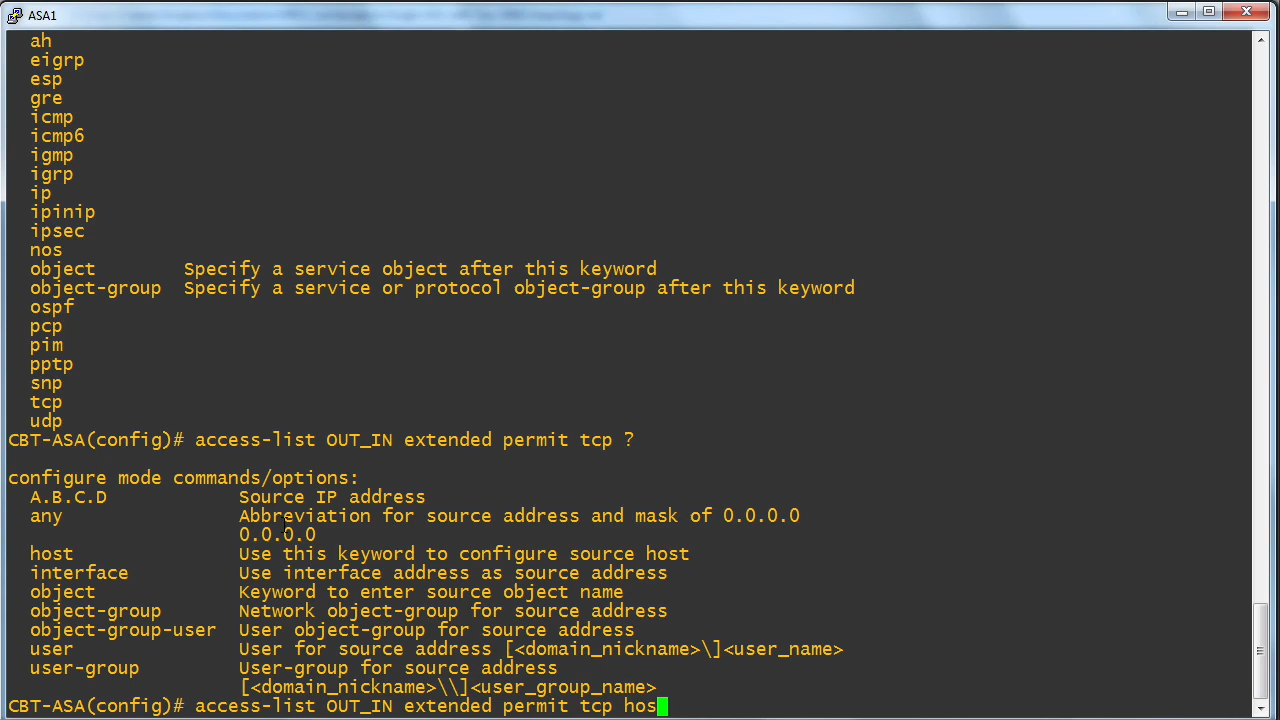 ASA1
ah
eigrp
esp
gre
icmp
icmp6
igmp
igrp
ip
ipinip
ipsec
nos
object Specify a service object after this keyword
object-group Specify a service or protocol object-group after this keyword
ospf
pcp
pim
pptp
snp
tcp
udp
CBT-ASA(config)# access-list OUT_IN extended permit tcp ?
configure mode commands/options:
A.B.C.D Source IP address
any Abbreviation for source address and mask of 0.0.0.0
0.0.0.0
host Use this keyword to configure source host
interface Use interface address as source address
object Keyword to enter source object name
object-group Network object-group for source address
object-group-user User object-group for source address
user User for source address [<domain_nickname>\]<user_name>
user-group User-group for source address
[<domain_nickname>\\]<user_group_name>
CBT-ASA(config)# access-list OUT_IN extended permit tcp hos